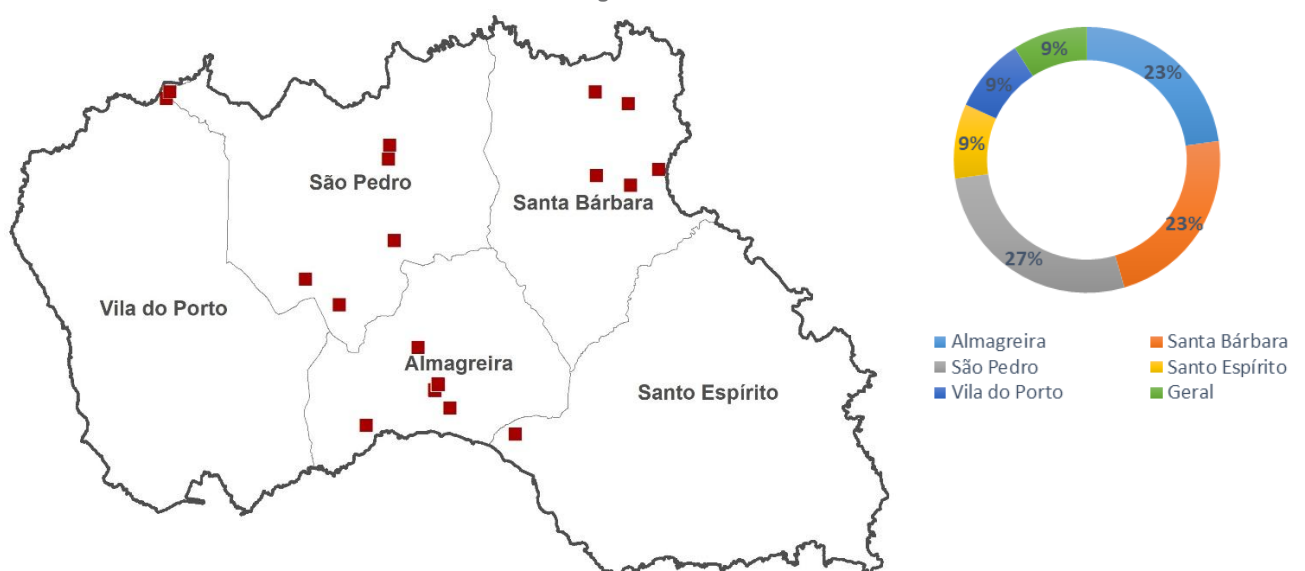 São Pedro
Santa Bárbara
Vila do Porto
Almagreira
Santo Espírito
9%
23%
9%
9%
23%
27%
Almagreira
Santa Bárbara
São Pedro
Santo Espírito
Vila do Porto
Geral